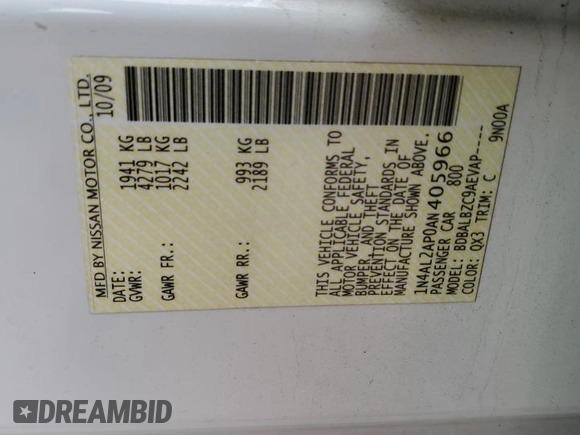 MFD BY NISSAN MOTOR CO., LTD.
DATE: 10/09
GVWR: 1941 KG
4279 LB
GAWR FR.: 1017 KG
2242 LB
GAWR RR.: 993 KG
2189 LB
THIS VEHICLE CONFORMS TO
ALL APPLICABLE FEDERAL
MOTOR VEHICLE SAFETY,
BUMPER, AND THEFT
PREVENTION STANDARDS IN
EFFECT ON THE DATE OF
MANUFACTURE SHOWN ABOVE.
1N4AL2AP0AN405966
PASSENGER CAR 800
MODEL: BDBALBZC9AEVAP-----
COLOR: QX3 TRIM: C 9N00A
DREAMBID